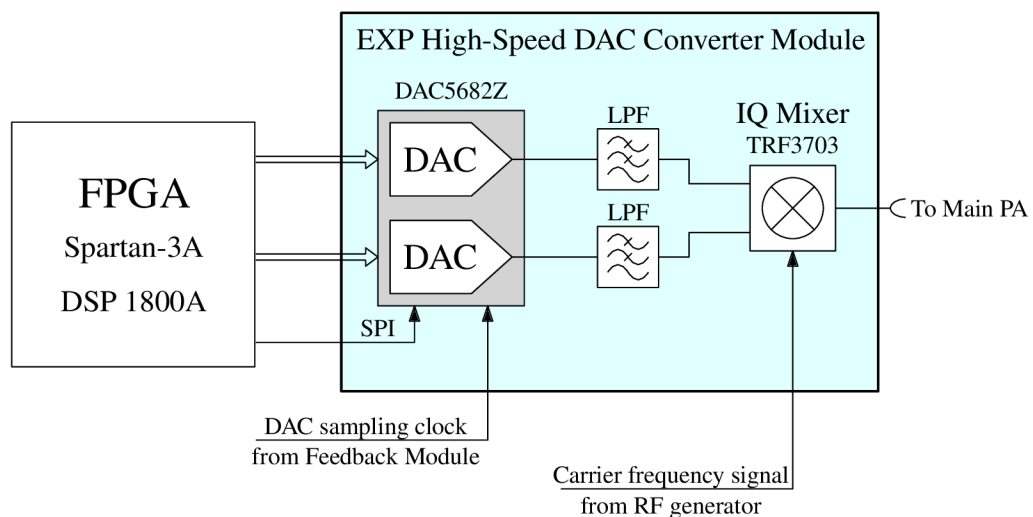 EXP High-Speed DAC Converter Module
DAC5682Z
LPF
IQ Mixer
TRF3703
FPGA
Spartan-3A
DSP 1800A
DAC
DAC
LPF
To Main PA
SPI
DAC sampling clock
from Feedback Module
Carrier frequency signal
from RF generator